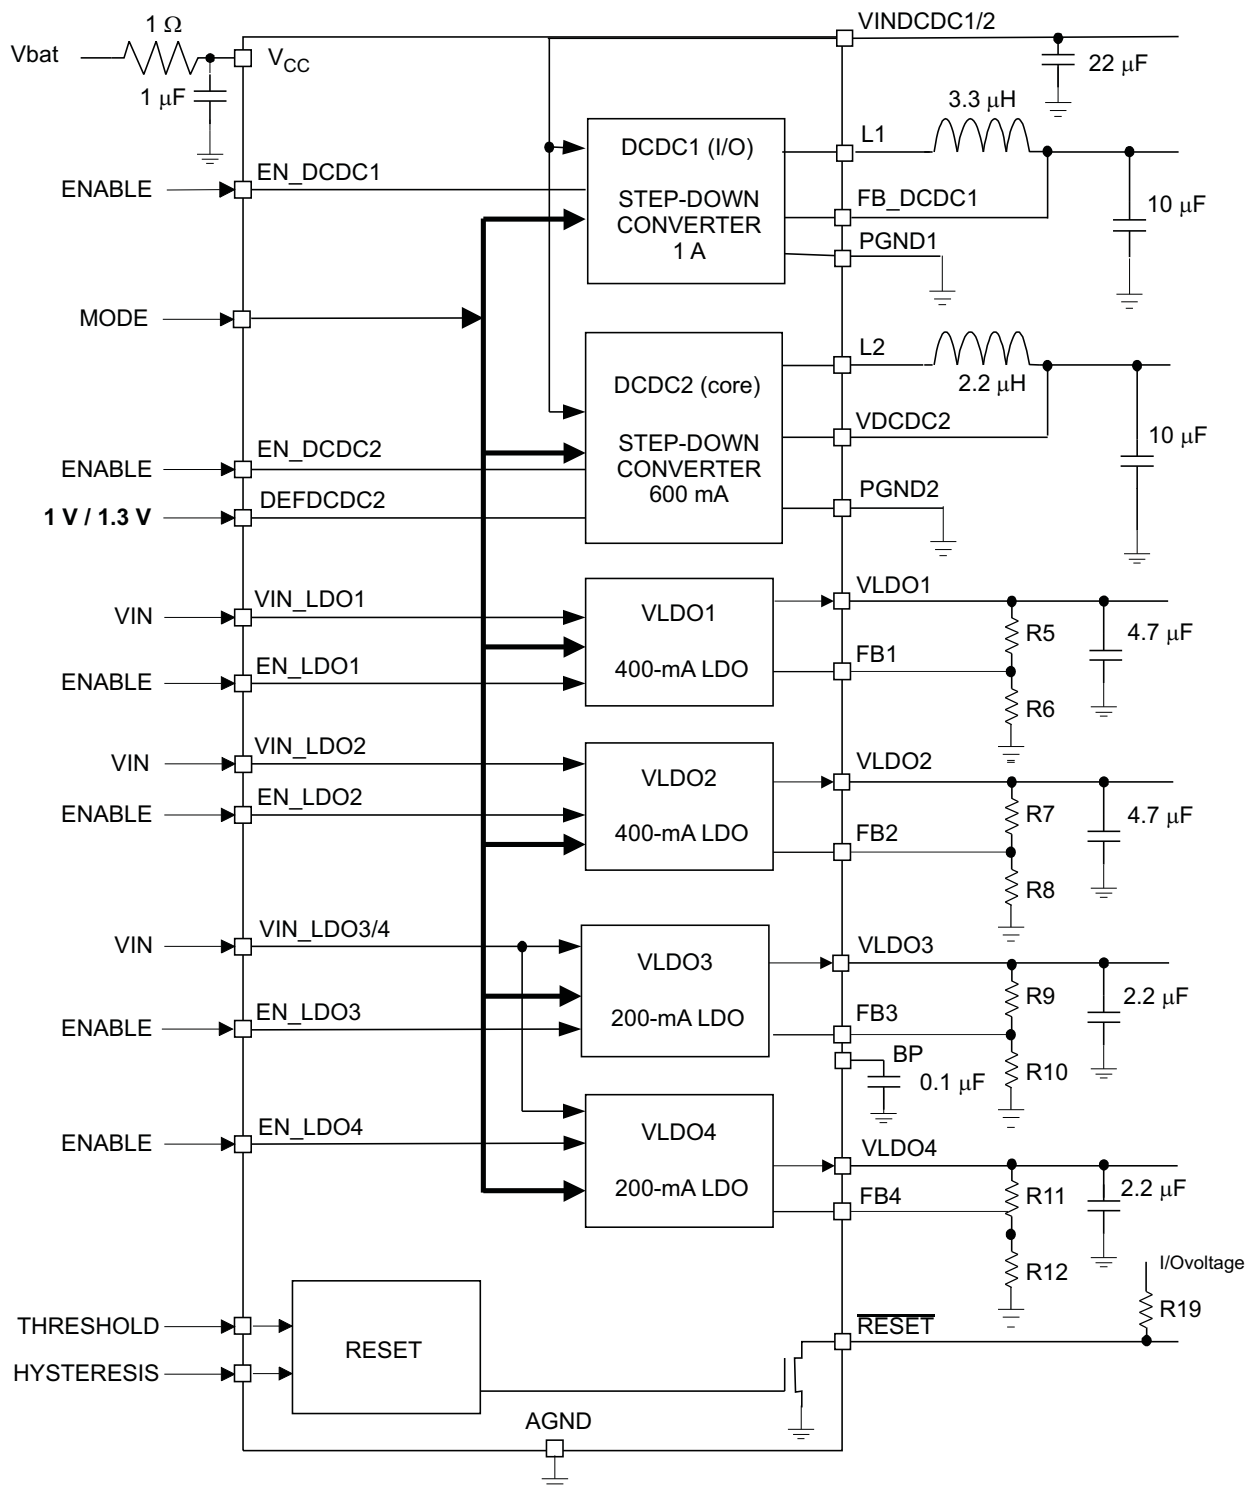 1 Ω
Vbat
V_CC
1 μF
VINDCDC1/2
22 μF
3.3 μH
L1
DCDC1 (I/O)
STEP-DOWN
CONVERTER
1 A
ENABLE
EN_DCDC1
FB_DCDC1
10 μF
PGND1
MODE
L2
2.2 μH
DCDC2 (core)
STEP-DOWN
CONVERTER
600 mA
VDCDC2
10 μF
ENABLE
EN_DCDC2
PGND2
1 V / 1.3 V
DEFDCDC2
VIN
VIN_LDO1
VLDO1
400-mA LDO
VLDO1
R5
4.7 μF
FB1
R6
ENABLE
EN_LDO1
VIN
VIN_LDO2
VLDO2
400-mA LDO
VLDO2
R7
4.7 μF
FB2
R8
ENABLE
EN_LDO2
VIN
VIN_LDO3/4
VLDO3
200-mA LDO
VLDO3
R9
2.2 μF
FB3
R10
BP
0.1 μF
ENABLE
EN_LDO3
ENABLE
EN_LDO4
VLDO4
200-mA LDO
VLDO4
R11
2.2 μF
FB4
R12
I/Ovoltage
R19
THRESHOLD
HYSTERESIS
RESET
RESET
AGND